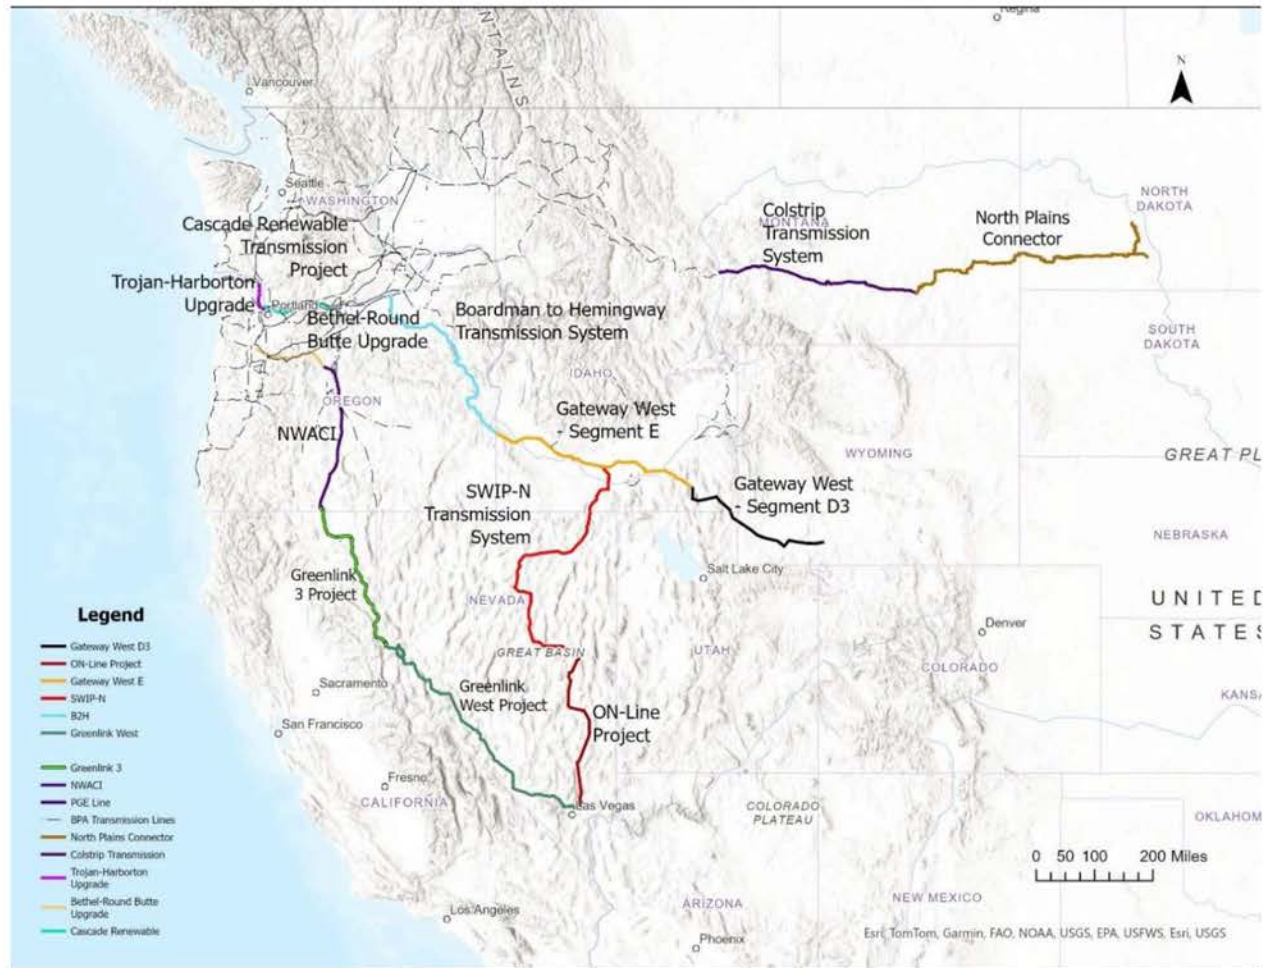 Regina
N
NTAINS
Vancouver
Seattle
WASHINGTON
NORTH
DAKOTA
Cascade Renewable
Transmission
Project
Colstrip
MONTANA
Transmission
System
North Plains
Connector
Trojan-Harborton
Upgrade
Portland
Bethel-Round
Butte Upgrade
Boardman to Hemingway
Transmission System
SOUTH
DAKOTA
IDAHO
OREGON
NWACI
Gateway West
- Segment E
WYOMING
GREAT PL
SWIP-N
Transmission
System
Gateway West
- Segment D3
NEBRASKA
Greenlink
3 Project
Salt Lake City
NEVADA
UNITED
STATES
Denver
GREAT BASIN
UTAH
COLORADO
Sacramento
Greenlink
West Project
KANSA
San Francisco
ON-Line
Project
Fresno
CALIFORNIA
Las Vegas
COLORADO
PLATEAU
OKLAHOM
0 50 100 200 Miles
ARIZONA
NEW MEXICO
Los Angeles
Phoenix
Esri, TomTom, Garmin, FAO, NOAA, USGS, EPA, USFWS, Esri, USGS
Legend
Gateway West D3
ON-Line Project
Gateway West E
SWIP-N
B2H
Greenlink West
Greenlink 3
NWACI
PGE Line
BPA Transmission Lines
North Plains Connector
Colstrip Transmission
Trojan-Harborton
Upgrade
Bethel-Round Butte
Upgrade
Cascade Renewable